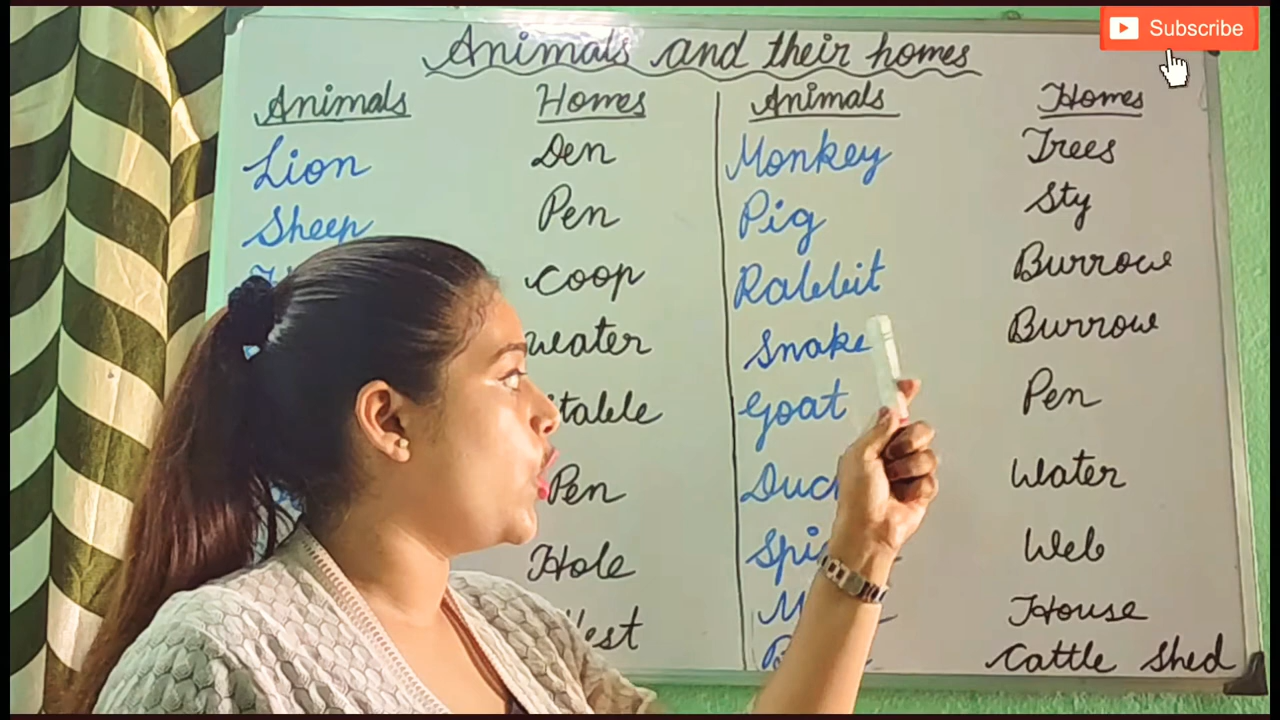 Subscribe
Animals and their homes
Animals Homes Animals Homes
Lion Den Monkey Trees
Sheep Pen Pig Sty
Coop Rabbit Burrow
water Snake Burrow
Goat Pen
Pen Water
Hole Web
House
Cattle Shed